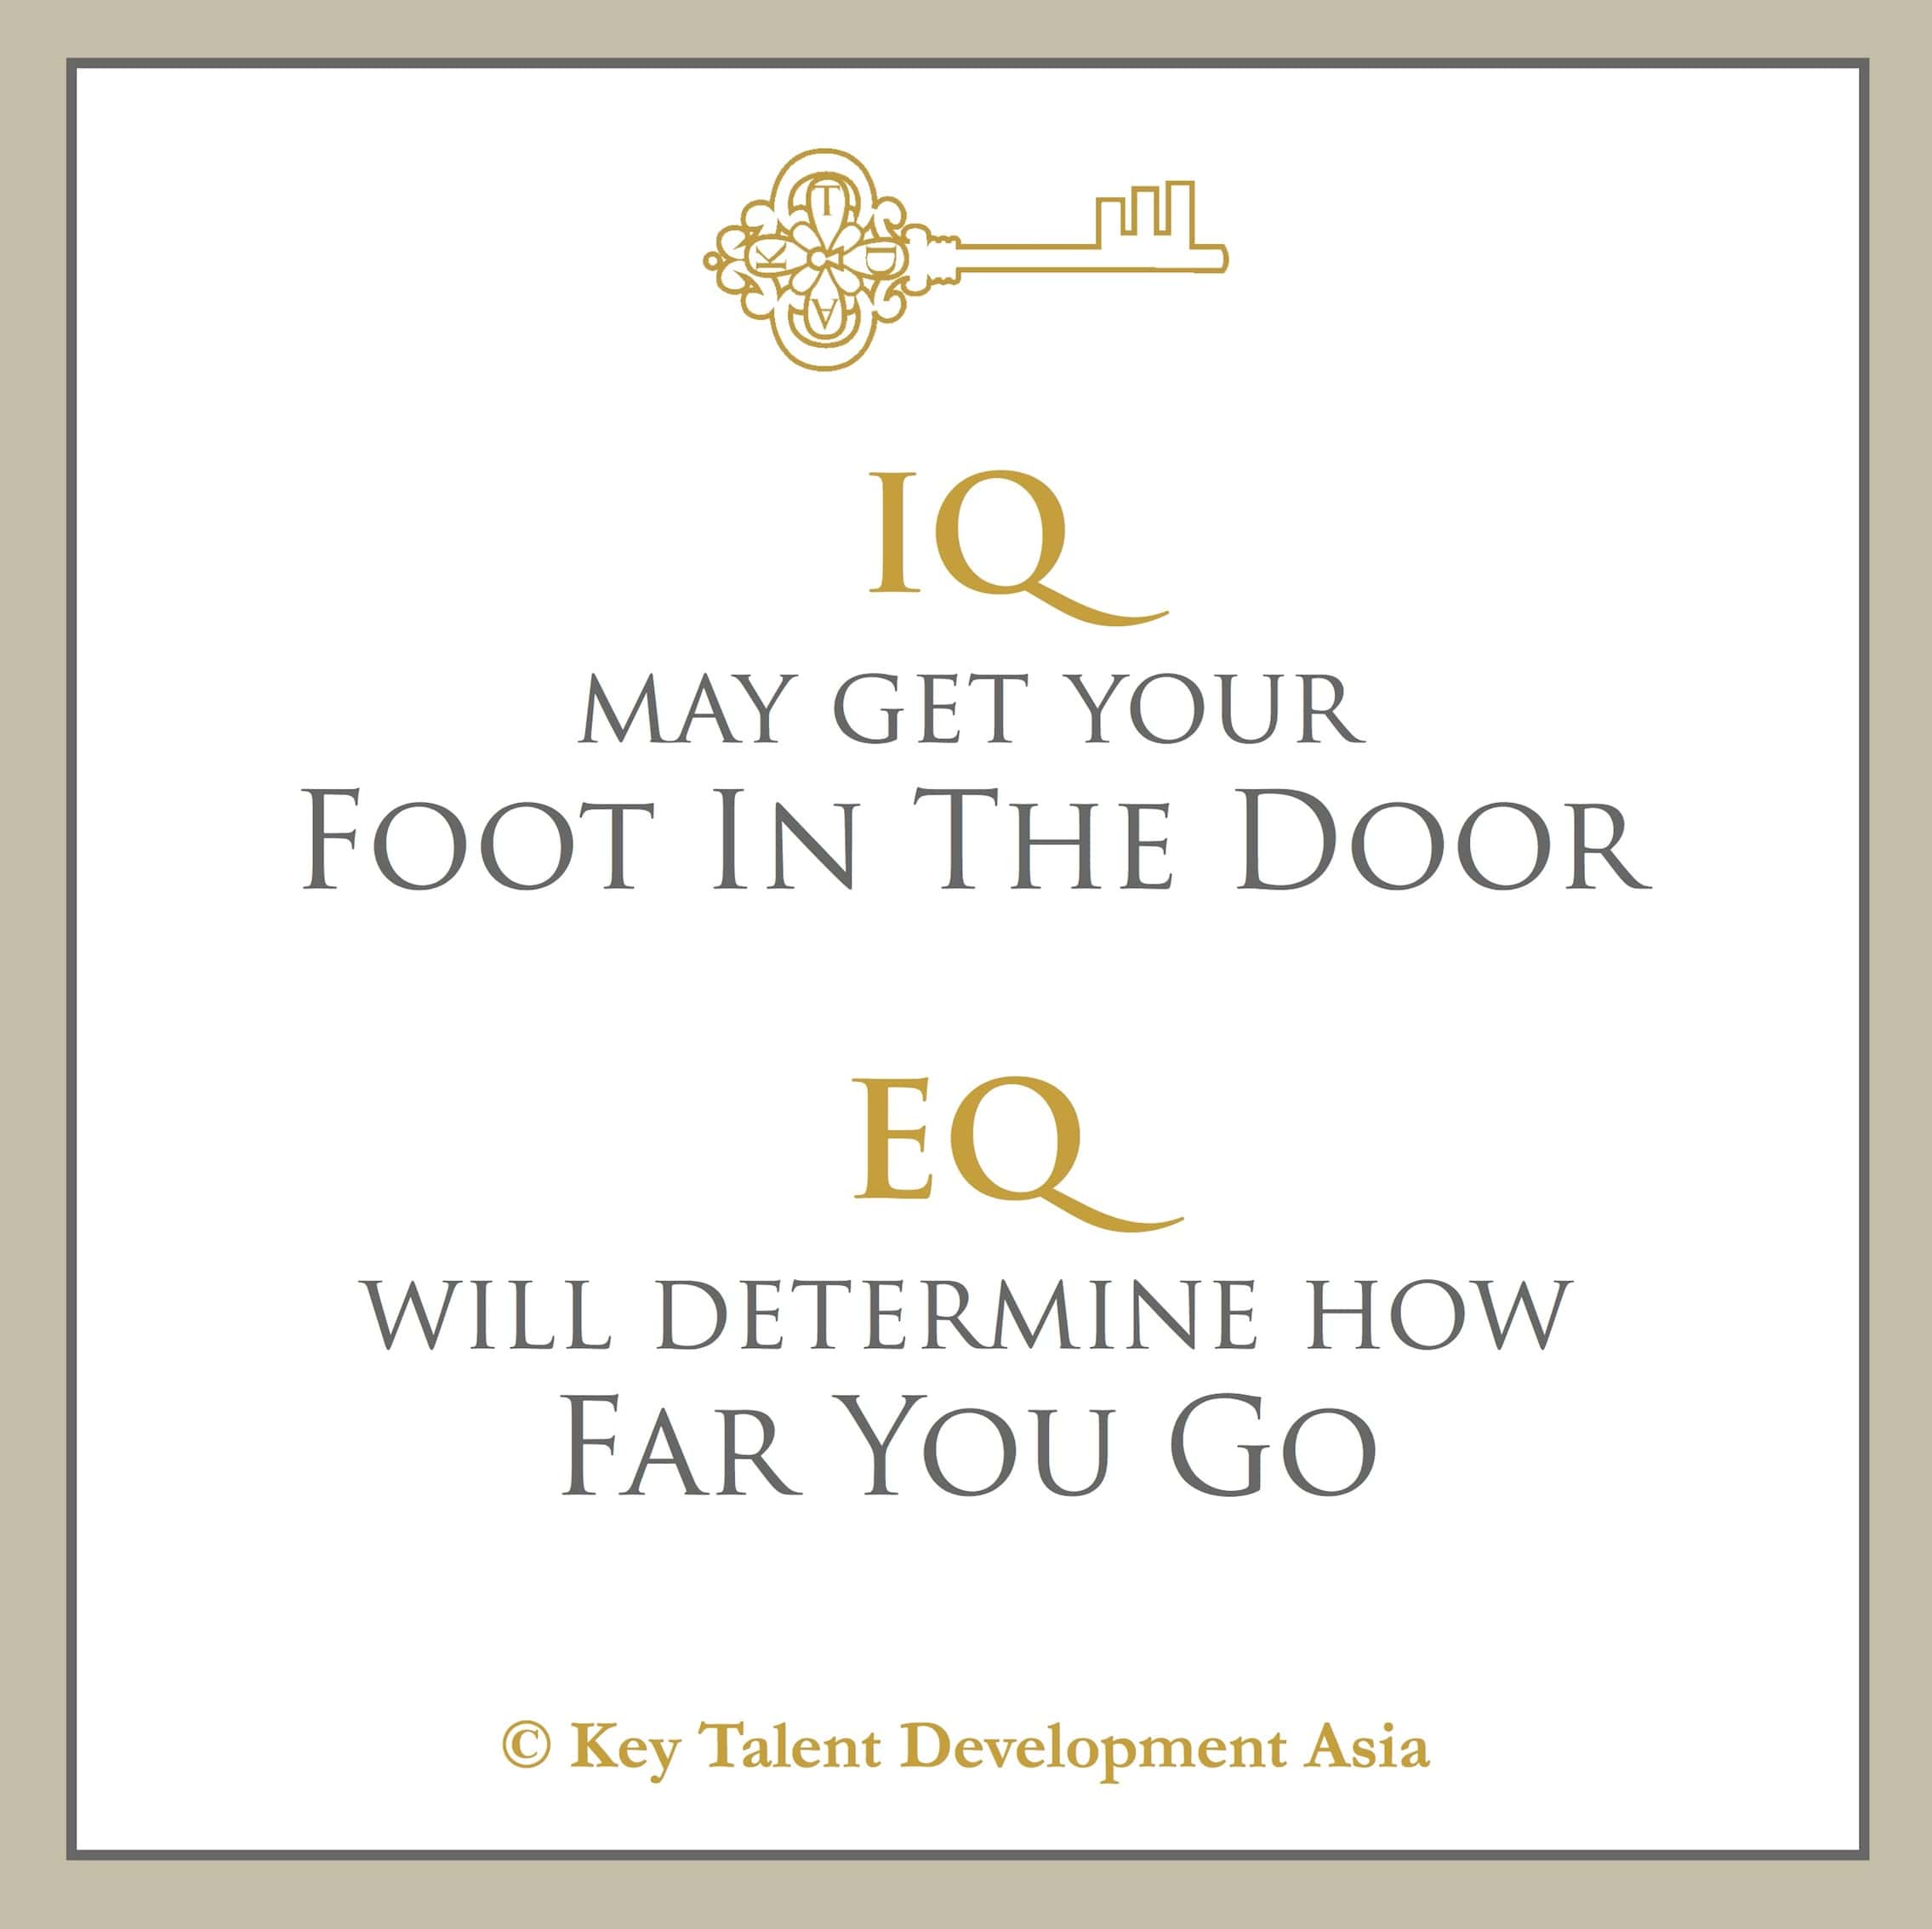 T
K D
A
IQ
MAY GET YOUR
FOOT IN THE DOOR
EQ
WILL DETERMINE HOW
FAR YOU GO
© Key Talent Development Asia